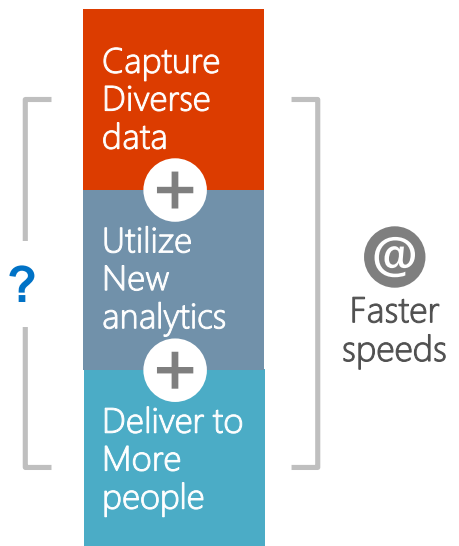 Capture
Diverse
data
+
Utilize
New
analytics
+
Deliver to
More
people
?
@
Faster
speeds